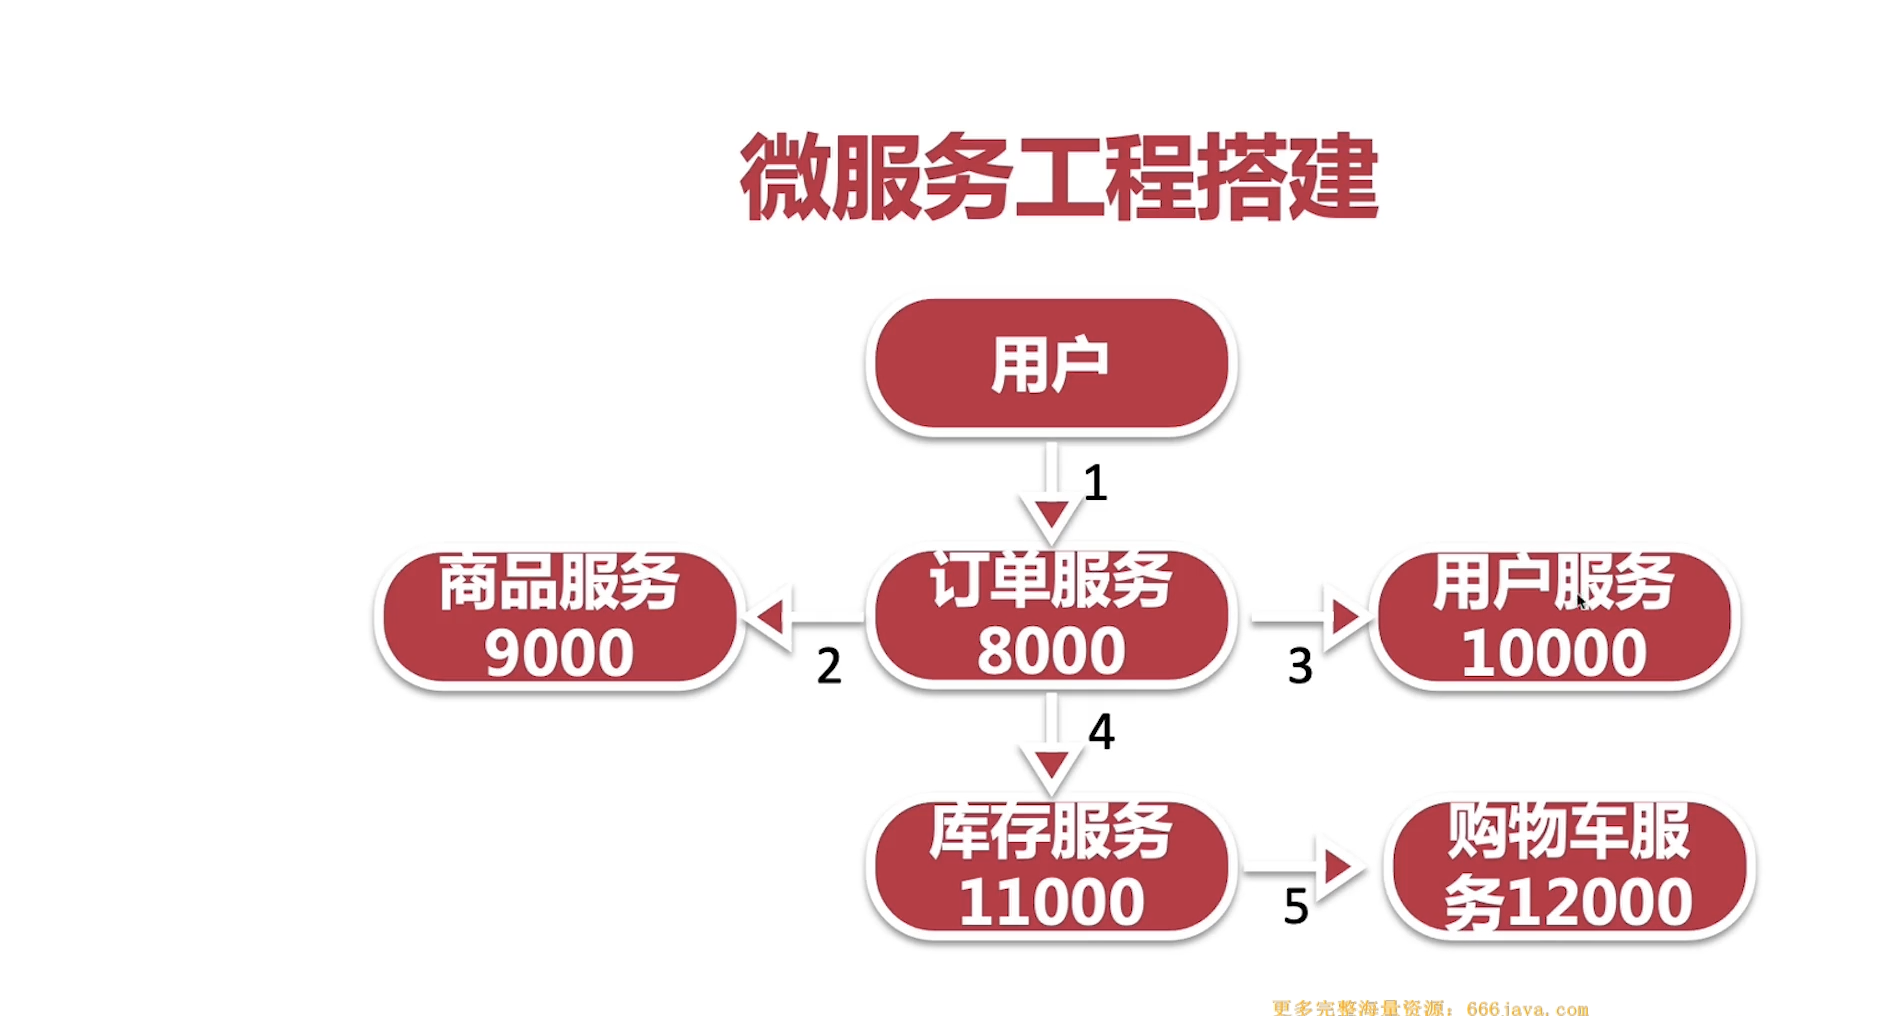 微服务工程搭建
用户
1
商品服务
9000
2
订单服务
8000
3
用户服务
10000
4
库存服务
11000
5
购物车服
务12000
更多完整海量资源：666java.com